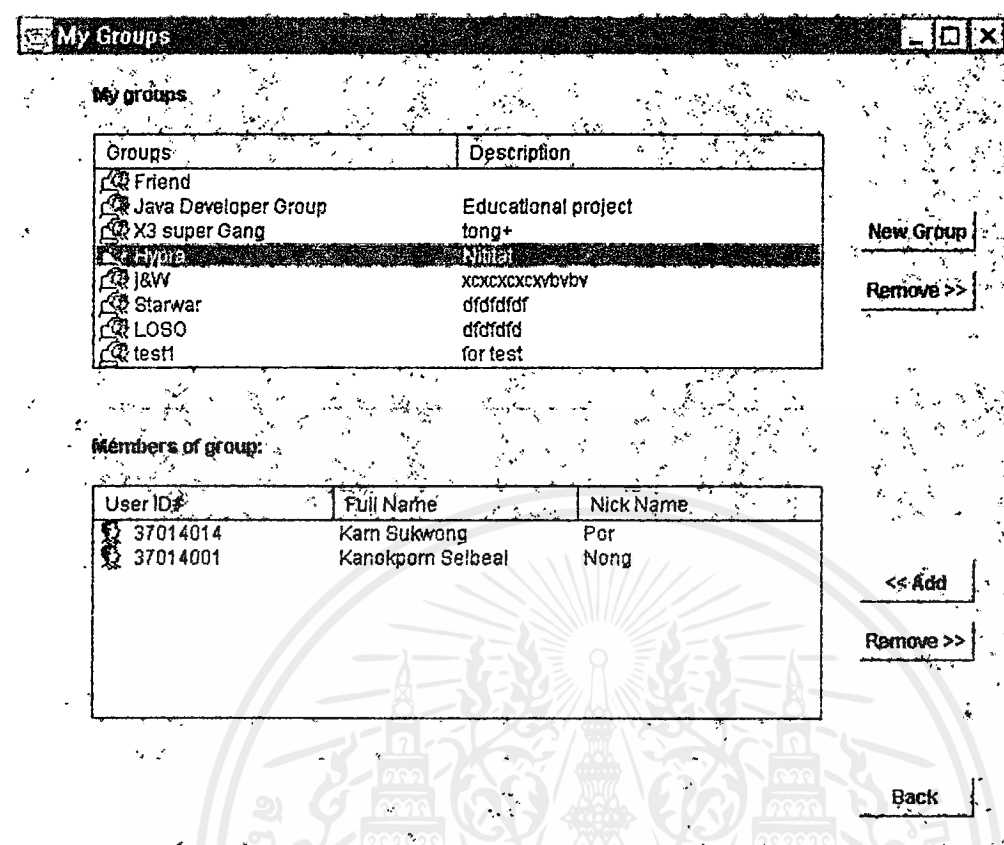 My Groups
My groups
Groups Description
Friend
Java Developer Group Educational project
X3 super Gang tong+
Hypra
J&W xcxcxcxcxvbvbv
Starwar dfdfdfdf
LOSO dfdfdfd
test1 for test
New Group
Remove >>
Members of group:
User ID# Full Name Nick Name
37014014 Karn Sukwong Por
37014001 Kanokporn Seibeal Nong
<< Add
Remove >>
Back